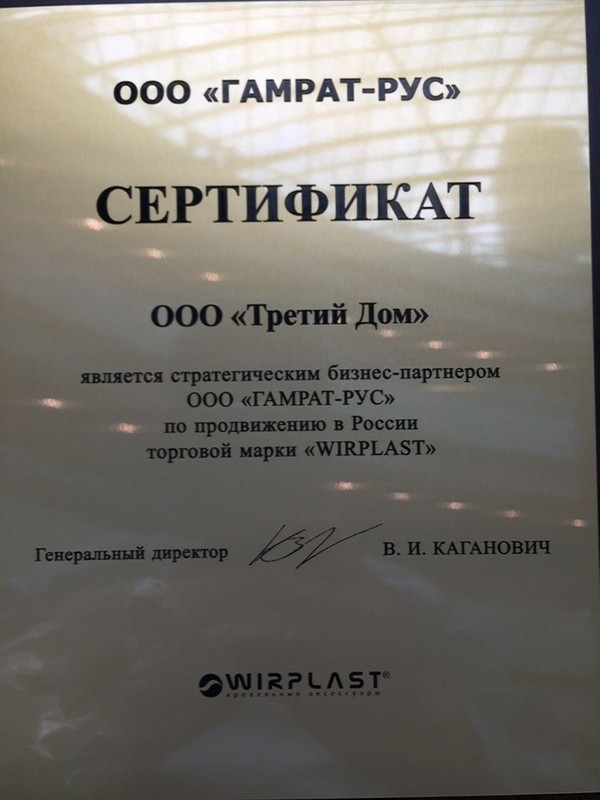 ООО «ГАМРАТ-РУС»
СЕРТИФИКАТ
ООО «Третий Дом»
является стратегическим бизнес-партнером
ООО «ГАМРАТ-РУС»
по продвижению в России
торговой марки «WIRPLAST»
Генеральный директор В. И. КАГАНОВИЧ
WIRPLAST®
кровельные аксессуары